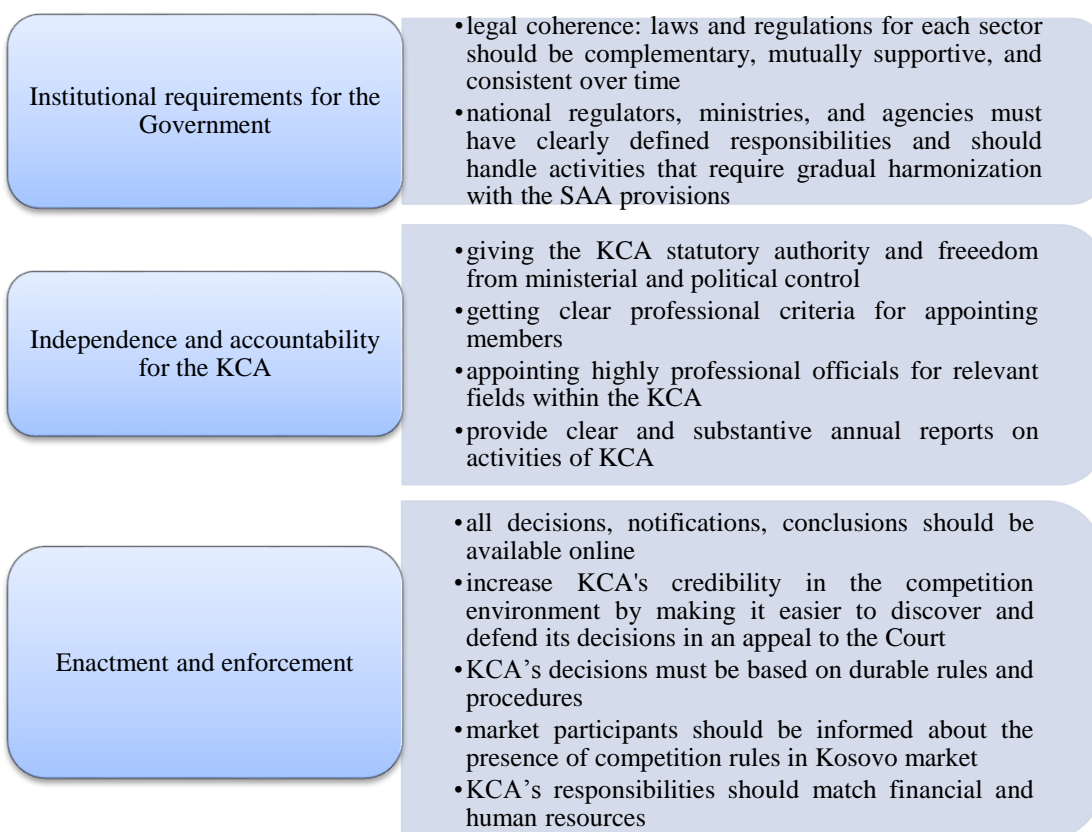 Institutional requirements for the
Government
•legal coherence: laws and regulations for each sector
should be complementary, mutually supportive, and
consistent over time
•national regulators, ministries, and agencies must
have clearly defined responsibilities and should
handle activities that require gradual harmonization
with the SAA provisions
Independence and accountability
for the KCA
•giving the KCA statutory authority and freeedom
from ministerial and political control
•getting clear professional criteria for appointing
members
•appointing highly professional officials for relevant
fields within the KCA
•provide clear and substantive annual reports on
activities of KCA
Enactment and enforcement
•all decisions, notifications, conclusions should be
available online
•increase KCA's credibility in the competition
environment by making it easier to discover and
defend its decisions in an appeal to the Court
•KCA’s decisions must be based on durable rules and
procedures
•market participants should be informed about the
presence of competition rules in Kosovo market
•KCA’s responsibilities should match financial and
human resources